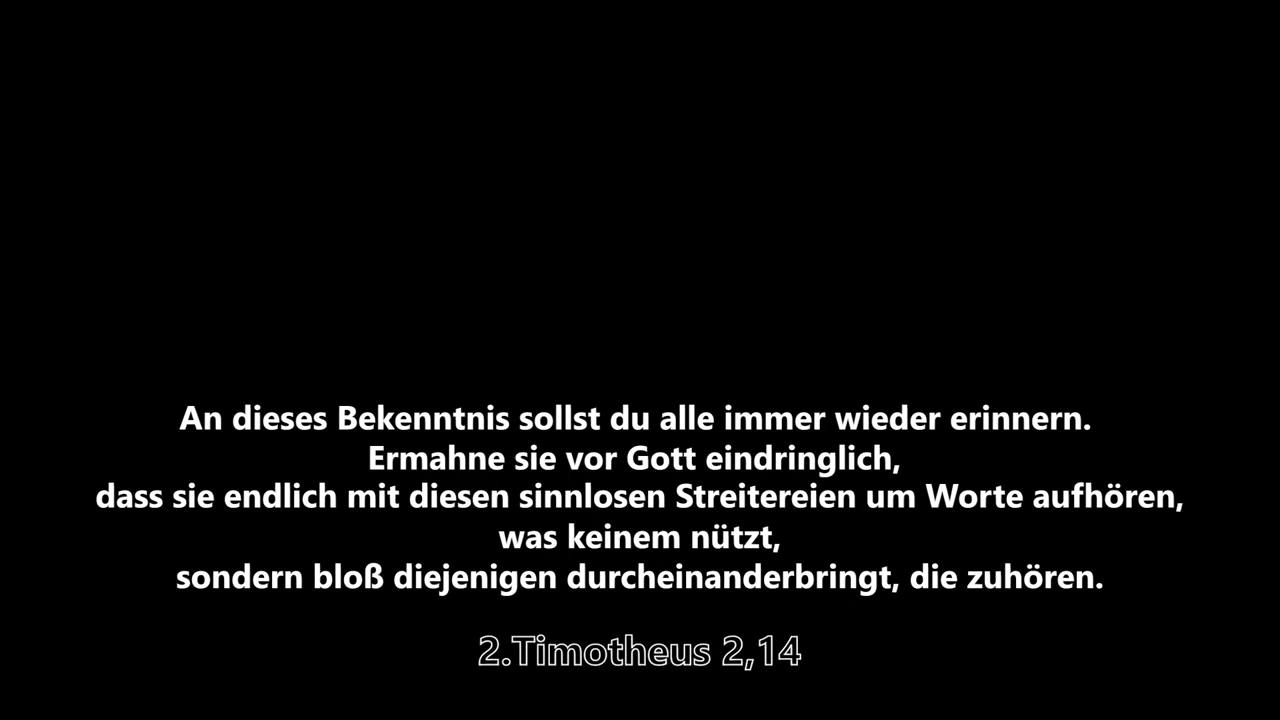 An dieses Bekenntnis sollst du alle immer wieder erinnern.
Ermahne sie vor Gott eindringlich,
dass sie endlich mit diesen sinnlosen Streitereien um Worte aufhören,
was keinem nützt,
sondern bloß diejenigen durcheinanderbringt, die zuhören.
2.Timotheus 2,14